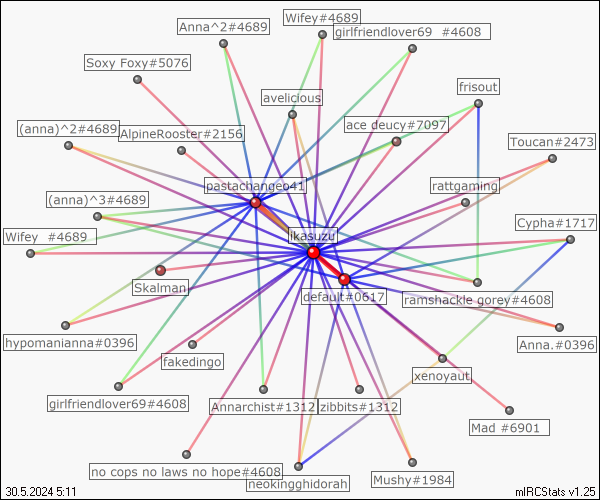 Wifey#4689
Anna^2#4689
girlfriendlover69 #4608
Soxy Foxy#5076
frisout
avelicious
(anna)^2#4689
AlpineRooster#2156
ace deucy#7097
Toucan#2473
pastachangeo41
rattgaming
(anna)^3#4689
Wifey #4689
ikasuzu
Cypha#1717
Skalman
default#0617
ramshackle gorey#4608
hypomanianna#0396
Anna.#0396
fakedingo
xenoyaut
girlfriendlover69#4608
Annarchist#1312
zibbits#1312
Mad #6901
no cops no laws no hope#4608
neokingghidorah
Mushy#1984
30.5.2024 5:11
mIRCStats v1.25